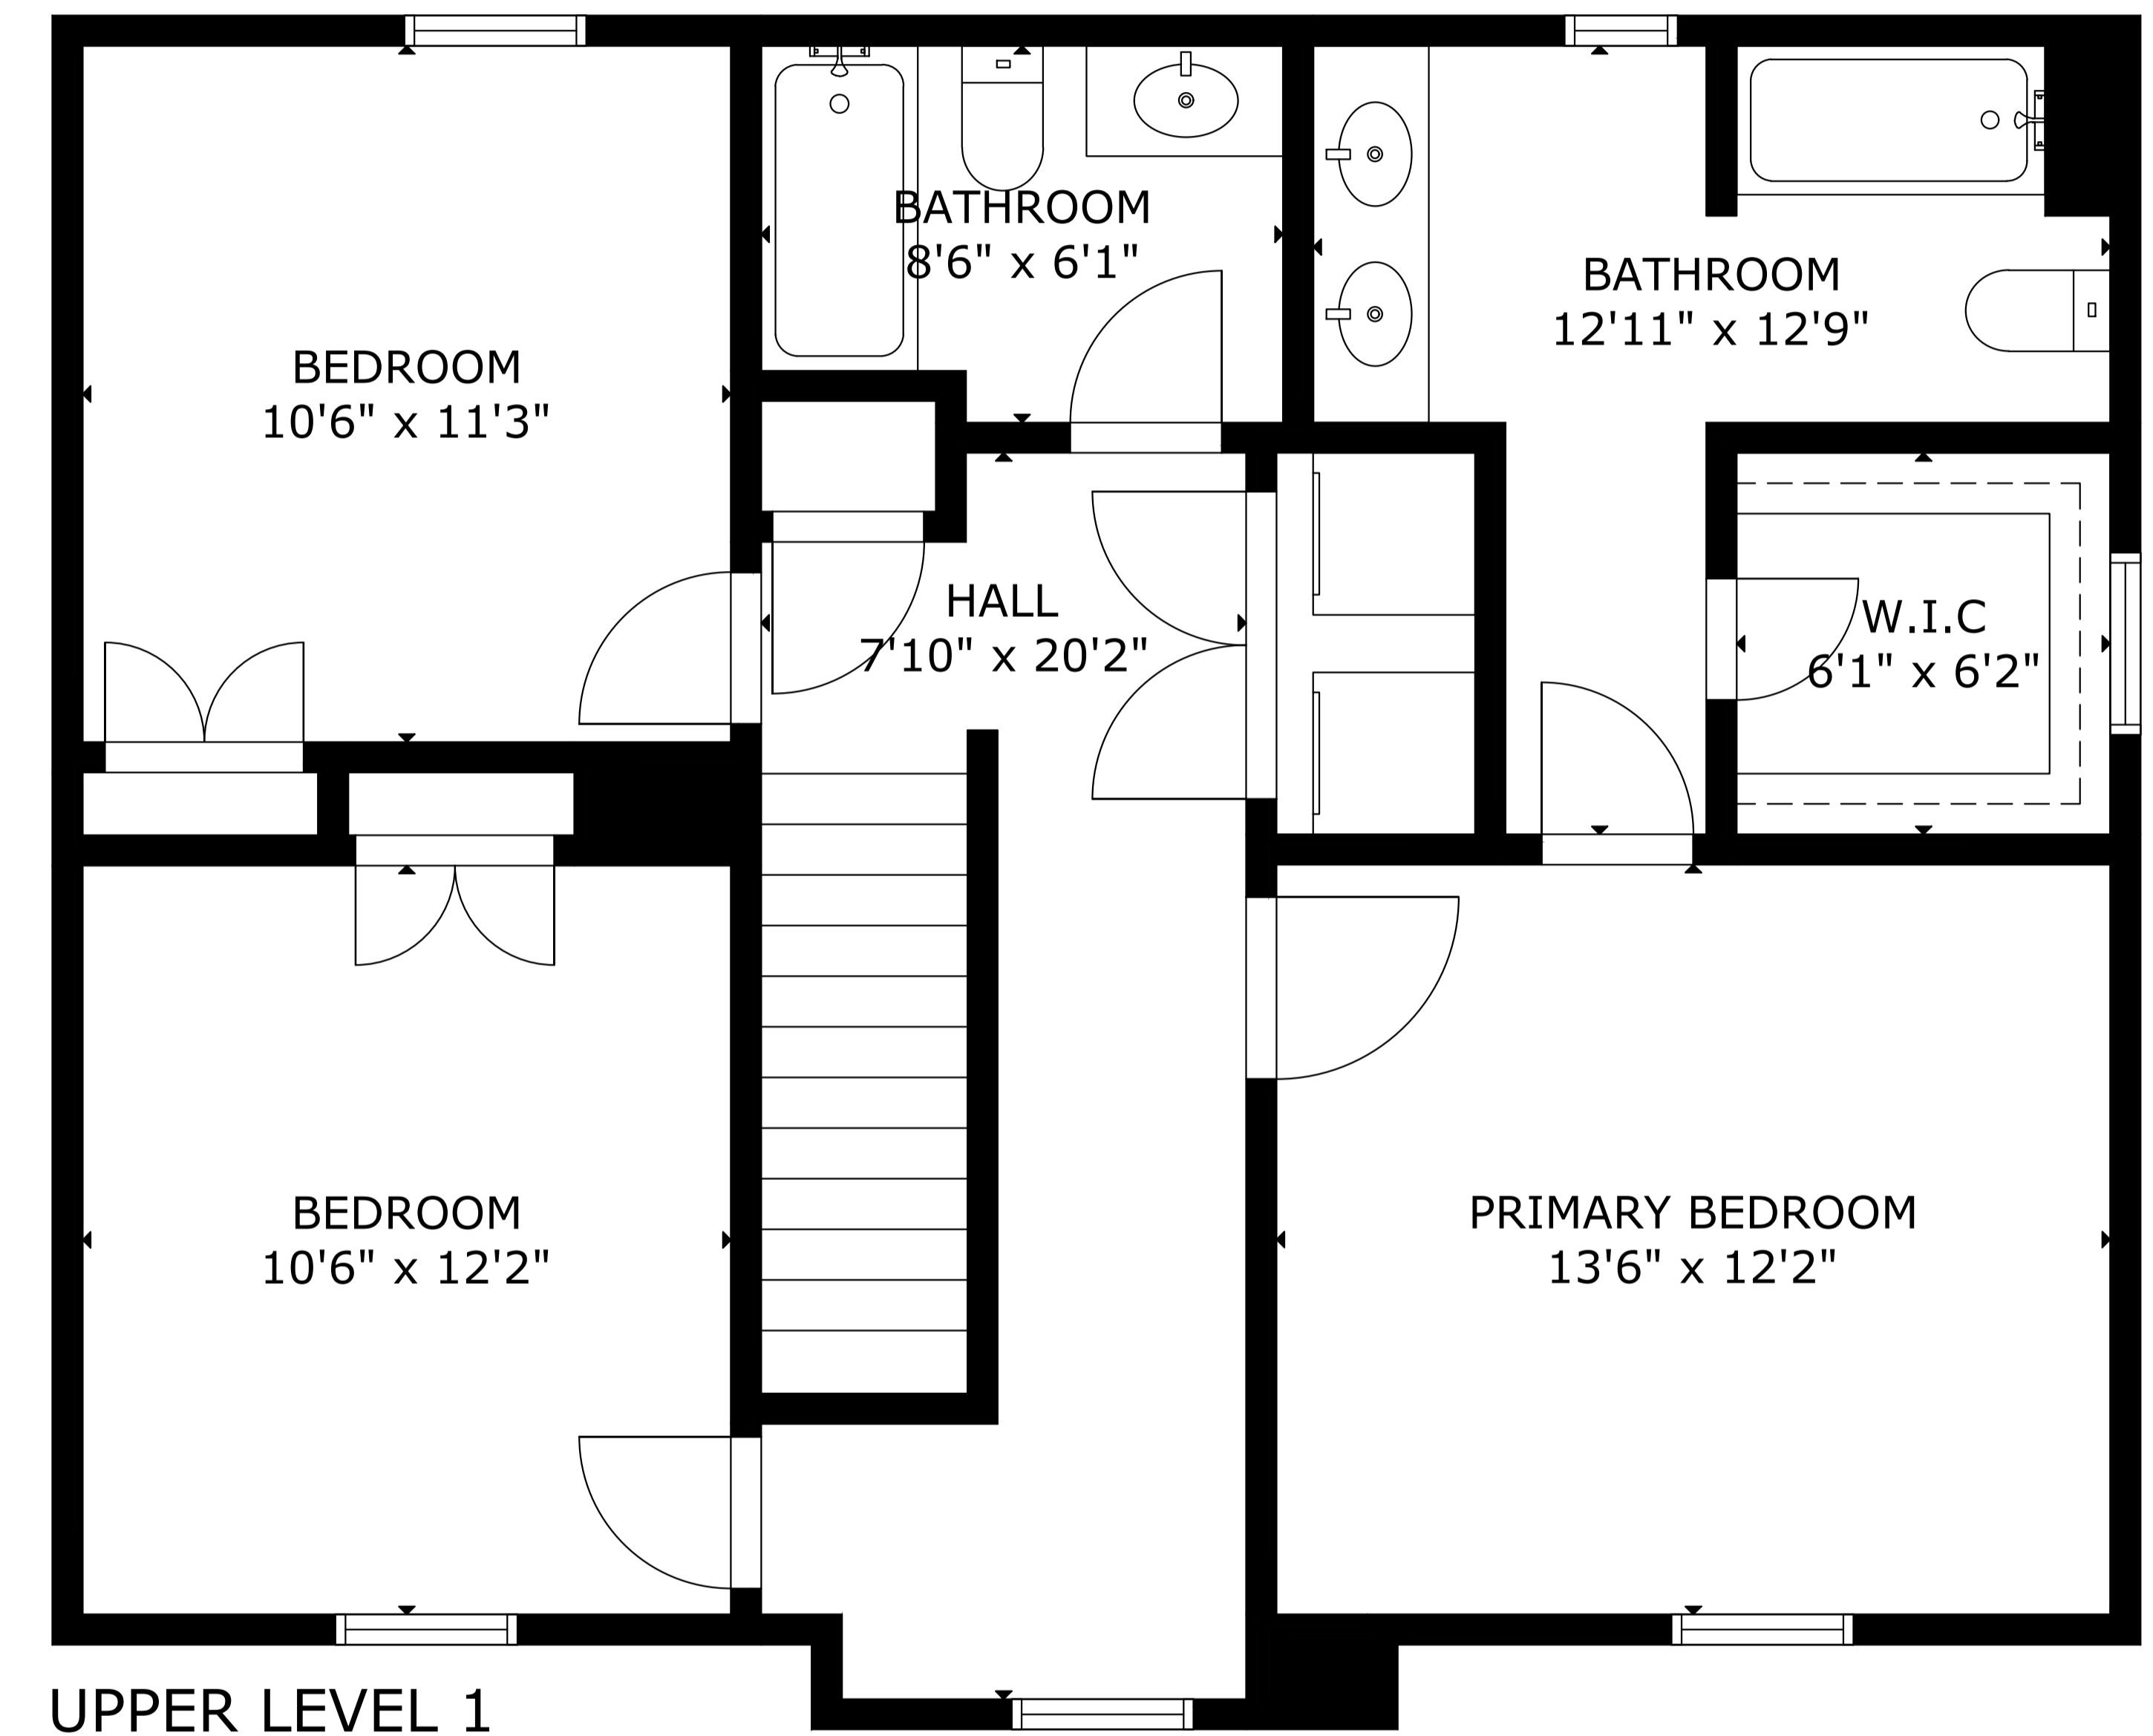 BATHROOM
8'6" x 6'1"
BATHROOM
12'11" x 12'9"
BEDROOM
10'6" x 11'3"
HALL
7'10" x 20'2"
W.I.C
6'1" x 6'2"
BEDROOM
10'6" x 12'2"
PRIMARY BEDROOM
13'6" x 12'2"
UPPER LEVEL 1